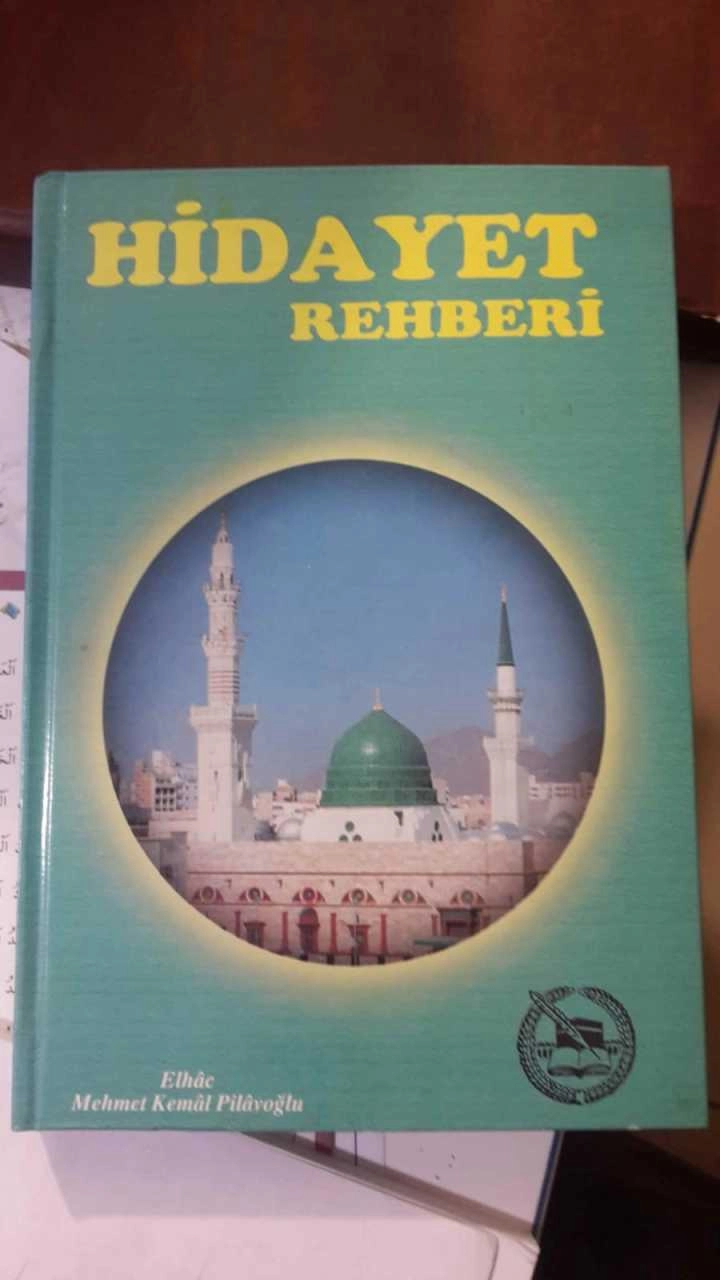 HİDAYET
REHBERİ
Elhâc
Mehmet Kemâl Pilâvoğlu